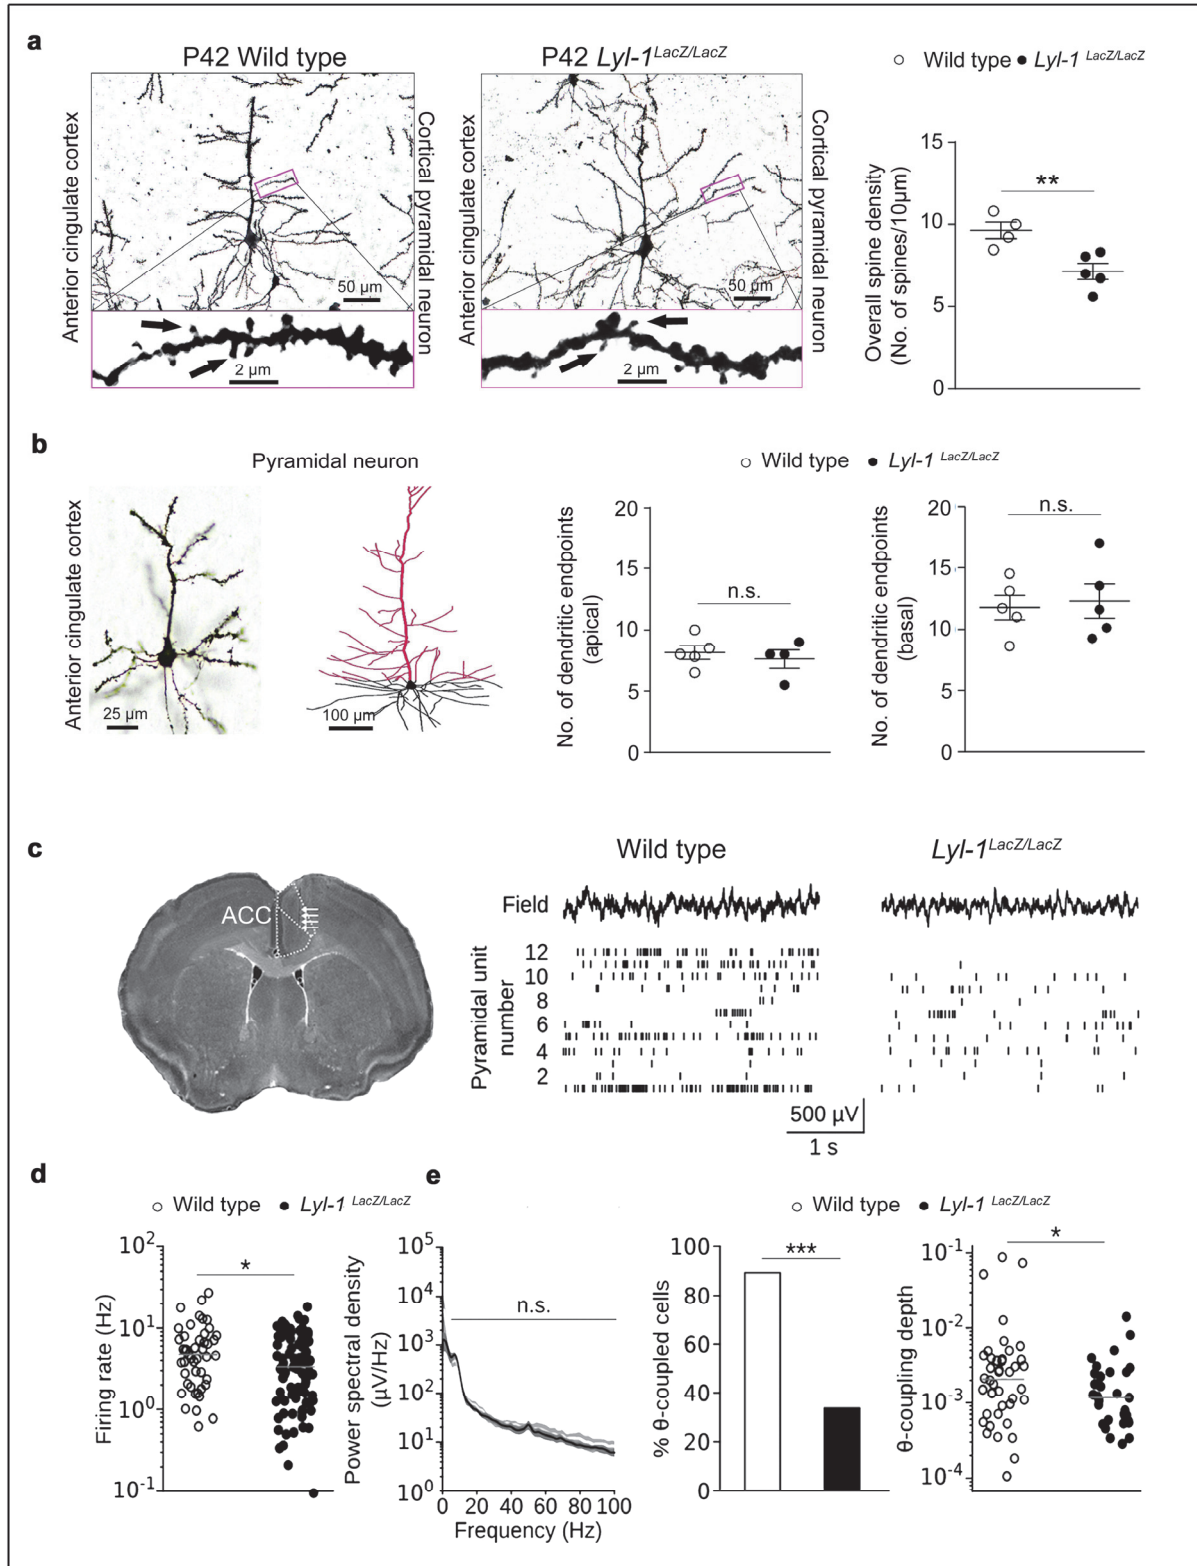 a
P42 Wild type
P42 Lyl-1 LacZ/LacZ
Wild type
Lyl-1 LacZ/LacZ
Anterior cingulate cortex
Cortical pyramidal neuron
50 µm
2 µm
Anterior cingulate cortex
Cortical pyramidal neuron
50 µm
2 µm
Overall spine density
(No. of spines/10µm)
15
10
5
0
**
b
Pyramidal neuron
Wild type
Lyl-1 LacZ/LacZ
Anterior cingulate cortex
25 µm
100 µm
No. of dendritic endpoints
(apical)
20
15
10
5
0
n.s.
No. of dendritic endpoints
(basal)
20
15
10
5
0
n.s.
c
ACC
Wild type
Lyl-1 LacZ/LacZ
Field
Pyramidal unit
number
12
10
8
6
4
2
500 µV
1 s
d
Wild type
Lyl-1 LacZ/LacZ
Firing rate (Hz)
10²
10¹
10⁰
10⁻¹
*
e
Wild type
Lyl-1 LacZ/LacZ
Power spectral density
(µV/Hz)
10⁵
10⁴
10³
10²
10¹
10⁰
n.s.
0 20 40 60 80 100
Frequency (Hz)
% θ-coupled cells
100
80
60
40
20
0
***
θ-coupling depth
10⁻¹
10⁻²
10⁻³
10⁻⁴
*